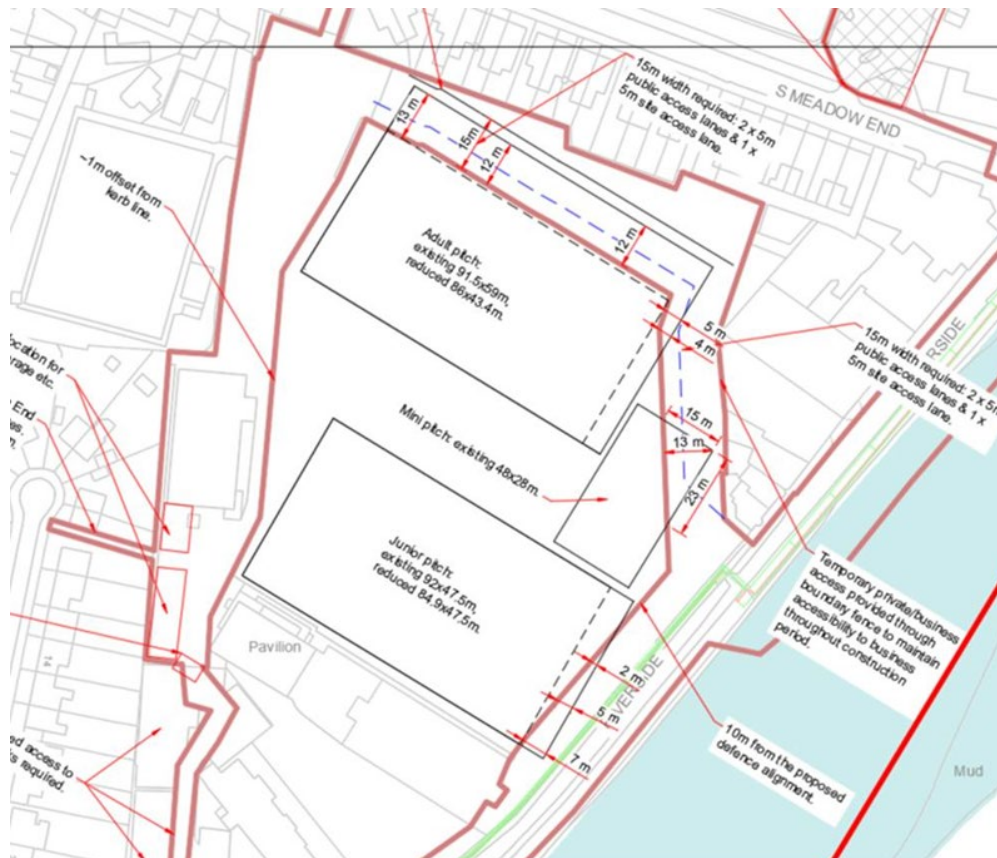 15m width required: 2 x 5m
public access lanes & 1 x
5m site access lane.
S MEADOW END
13 m
15m
12 m
12 m
~1m offset from
kerb line.
Adult pitch:
existing 91.5x59m,
reduced 86x43.4m.
5 m
4 m
RSIDE
15m width required: 2 x 5m
public access lanes & 1 x
5m site access lane.
ocation for
rage etc.
End
es.
Mini pitch: existing 48x28m.
15 m
13 m
23 m
Junior pitch:
existing 92x47.5m,
reduced 84.9x47.5m.
Temporary private/business
access provided through
boundary fence to maintain
accessibility to business
throughout construction
period.
14
Pavilion
2 m
VERSIDE
5 m
7 m
10m from the proposed
defence alignment.
Mud
ed access to
s required.